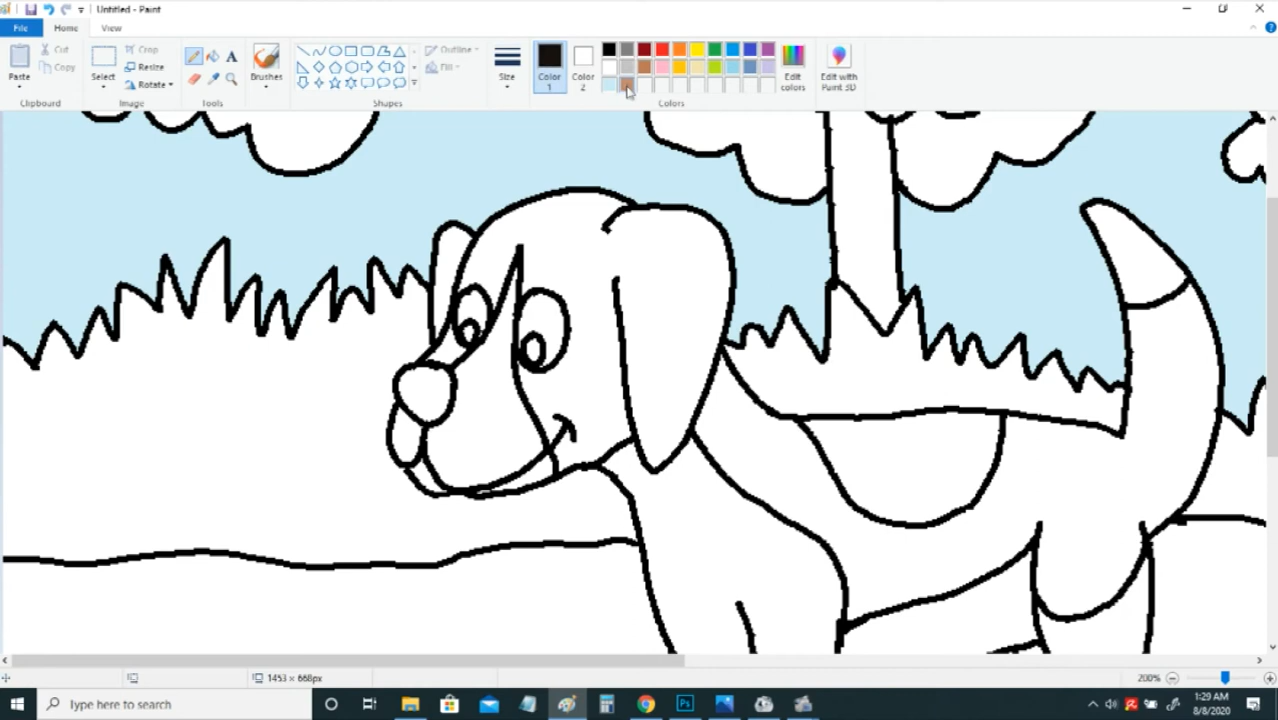 Untitled - Paint
File Home View
Paste Cut Copy Clipboard
Select Crop Resize Rotate Image
Tools
Brushes
Outline Fill Shapes
Size
Color 1
Color 2
Edit colors
Colors
Edit with Paint 3D
1453 × 668px
200%
Type here to search
1:29 AM
8/8/2020